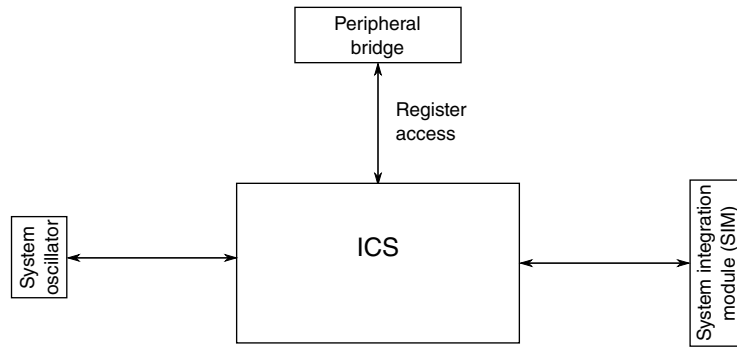 Peripheral
bridge
Register
access
ICS
System
oscillator
System integration
module (SIM)